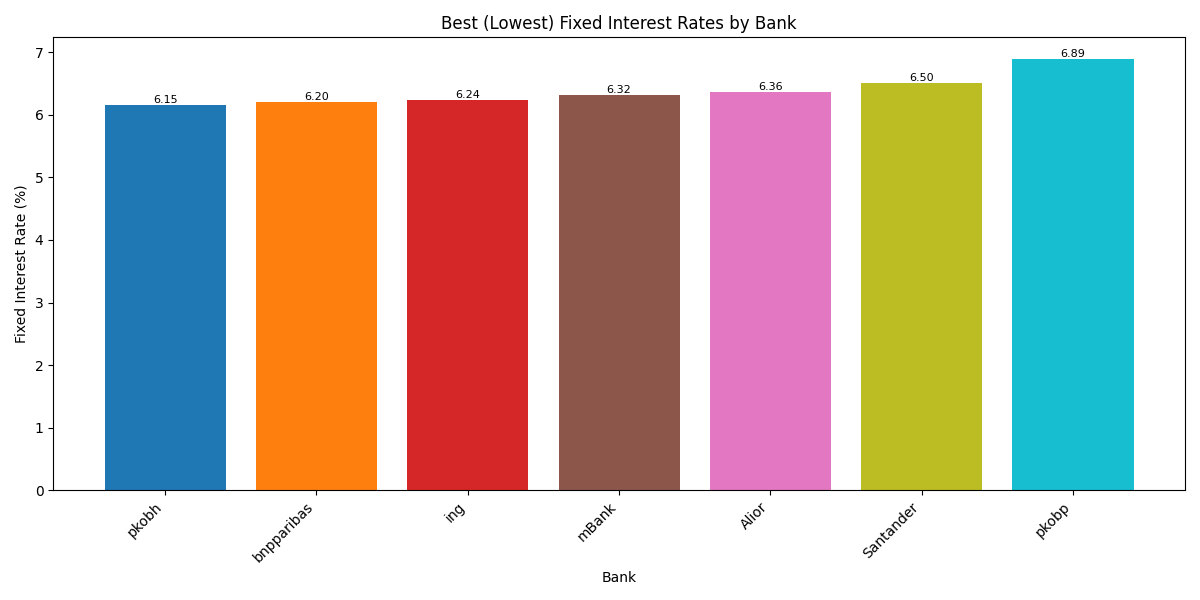 Best (Lowest) Fixed Interest Rates by Bank
Fixed Interest Rate (%)
7
6
5
4
3
2
1
0
6.15
6.20
6.24
6.32
6.36
6.50
6.89
pkobh
bnpparibas
ing
mBank
Alior
Santander
pkobp
Bank